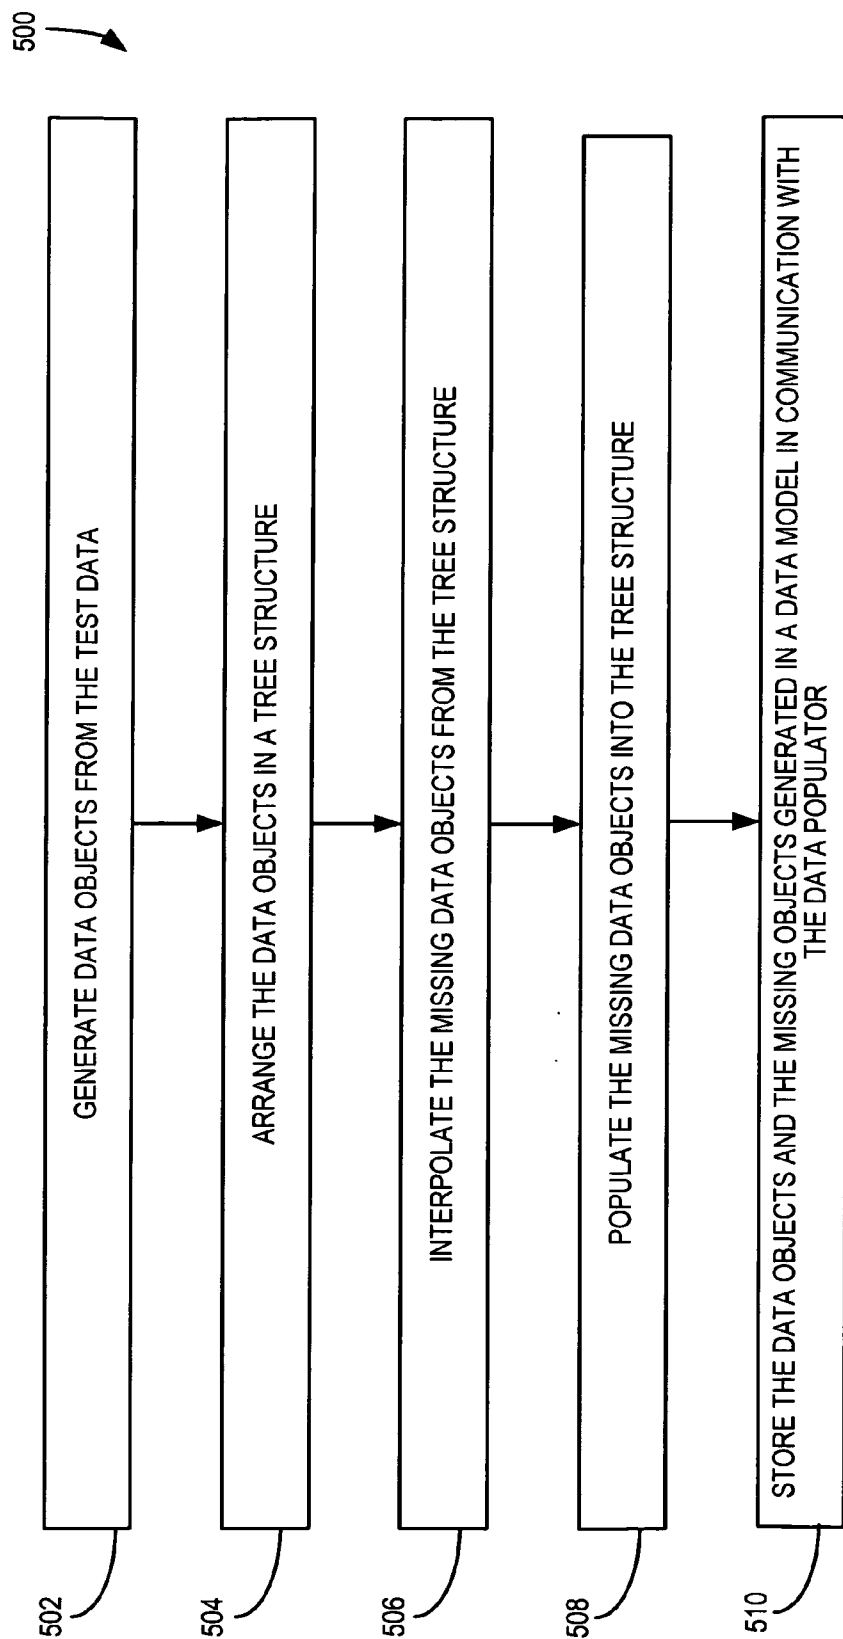 500
502
GENERATE DATA OBJECTS FROM THE TEST DATA
504
ARRANGE THE DATA OBJECTS IN A TREE STRUCTURE
506
INTERPOLATE THE MISSING DATA OBJECTS FROM THE TREE STRUCTURE
508
POPULATE THE MISSING DATA OBJECTS INTO THE TREE STRUCTURE
510
STORE THE DATA OBJECTS AND THE MISSING OBJECTS GENERATED IN A DATA MODEL IN COMMUNICATION WITH
THE DATA POPULATOR